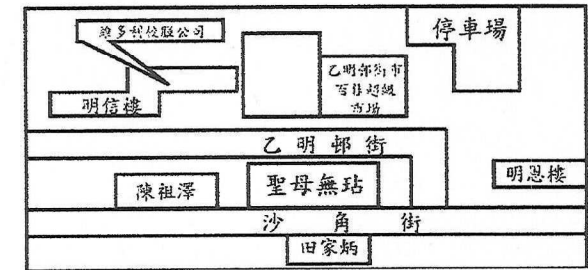 維多利校服公司
停車場
乙明邨街市
百佳超級
市場
明信樓
乙明邨街
明恩樓
陳祖澤
聖母無玷
沙角街
田家炳